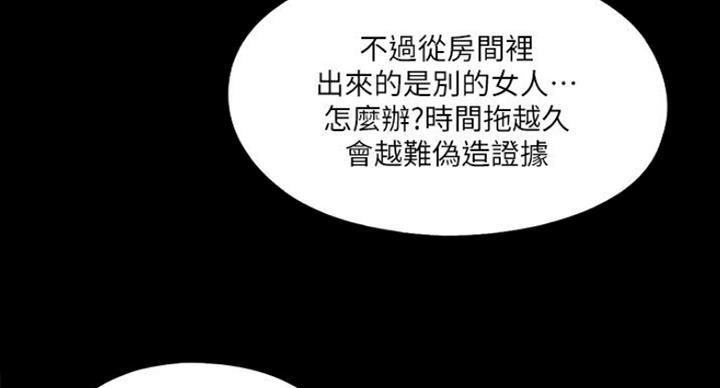 不過從房間裡
出來的是別的女人⋯
怎麼辦?時間拖越久
會越難偽造證據